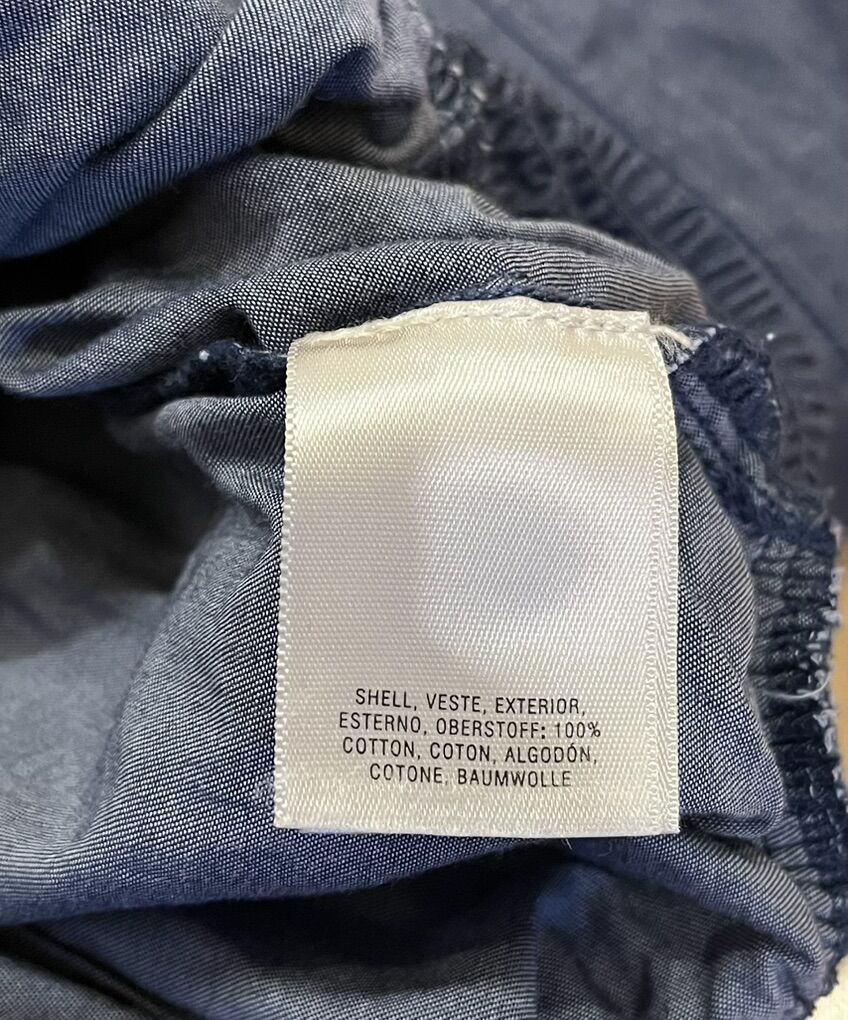 SHELL, VESTE, EXTERIOR,
ESTERNO, OBERSTOFF: 100%
COTTON, COTON, ALGODÓN,
COTONE, BAUMWOLLE